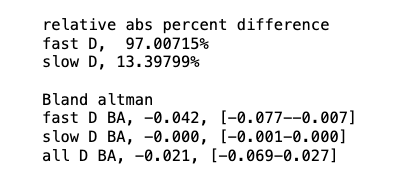 relative abs percent difference
fast D,  97.00715%
slow D, 13.39799%

Bland altman
fast D BA, -0.042, [-0.077--0.007]
slow D BA, -0.000, [-0.001-0.000]
all D BA, -0.021, [-0.069-0.027]